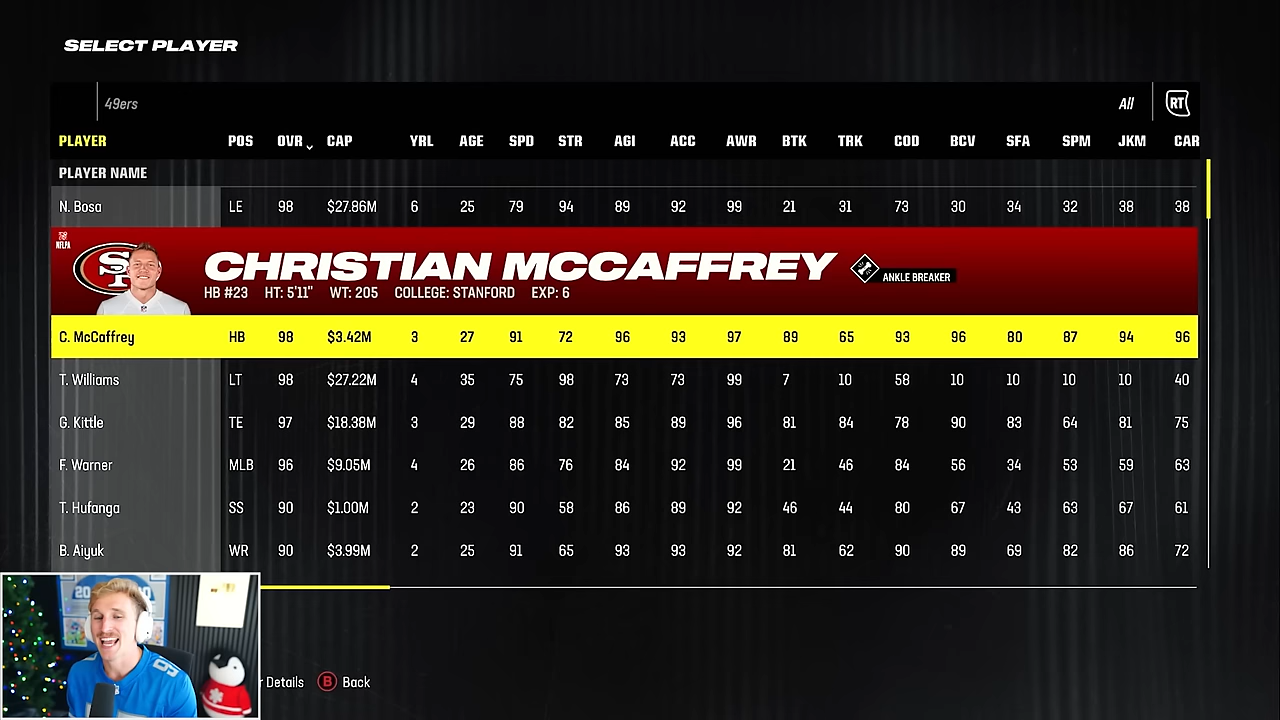 SELECT PLAYER
49ers All RT
PLAYER POS OVR CAP YRL AGE SPD STR AGI ACC AWR BTK TRK COD BCV SFA SPM JKM CAR
PLAYER NAME
N. Bosa LE 98 $27.86M 6 25 79 94 89 92 99 21 31 73 30 34 32 38 38
NFLPA
CHRISTIAN MCCAFFREY ANKLE BREAKER
HB #23 HT: 5'11" WT: 205 COLLEGE: STANFORD EXP: 6
C. McCaffrey HB 98 $3.42M 3 27 91 72 96 93 97 89 65 93 96 80 87 94 96
T. Williams LT 98 $27.22M 4 35 75 98 73 73 99 7 10 58 10 10 10 10 40
G. Kittle TE 97 $18.38M 3 29 88 82 85 89 96 81 84 78 90 83 64 81 75
F. Warner MLB 96 $9.05M 4 26 86 76 84 92 99 21 46 84 56 34 53 59 63
T. Hufanga SS 90 $1.00M 2 23 90 58 86 89 92 46 44 80 67 43 63 67 61
B. Aiyuk WR 90 $3.99M 2 25 91 65 93 93 92 81 62 90 89 69 82 86 72
r Details B Back